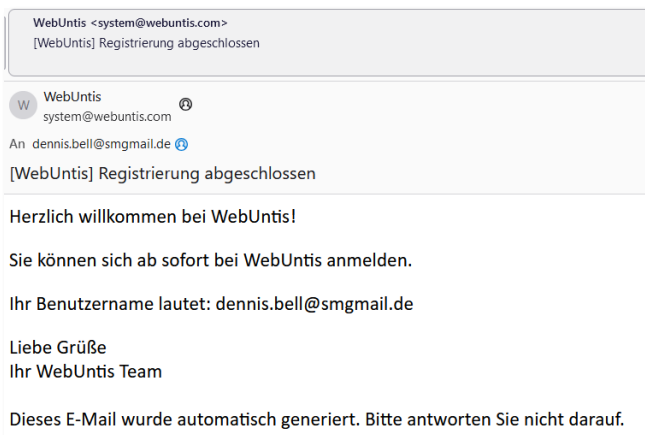 WebUntis <system@webuntis.com>
[WebUntis] Registrierung abgeschlossen
W
WebUntis
system@webuntis.com
An dennis.bell@smgmail.de
[WebUntis] Registrierung abgeschlossen
Herzlich willkommen bei WebUntis!
Sie können sich ab sofort bei WebUntis anmelden.
Ihr Benutzername lautet: dennis.bell@smgmail.de
Liebe Grüße
Ihr WebUntis Team
Dieses E-Mail wurde automatisch generiert. Bitte antworten Sie nicht darauf.